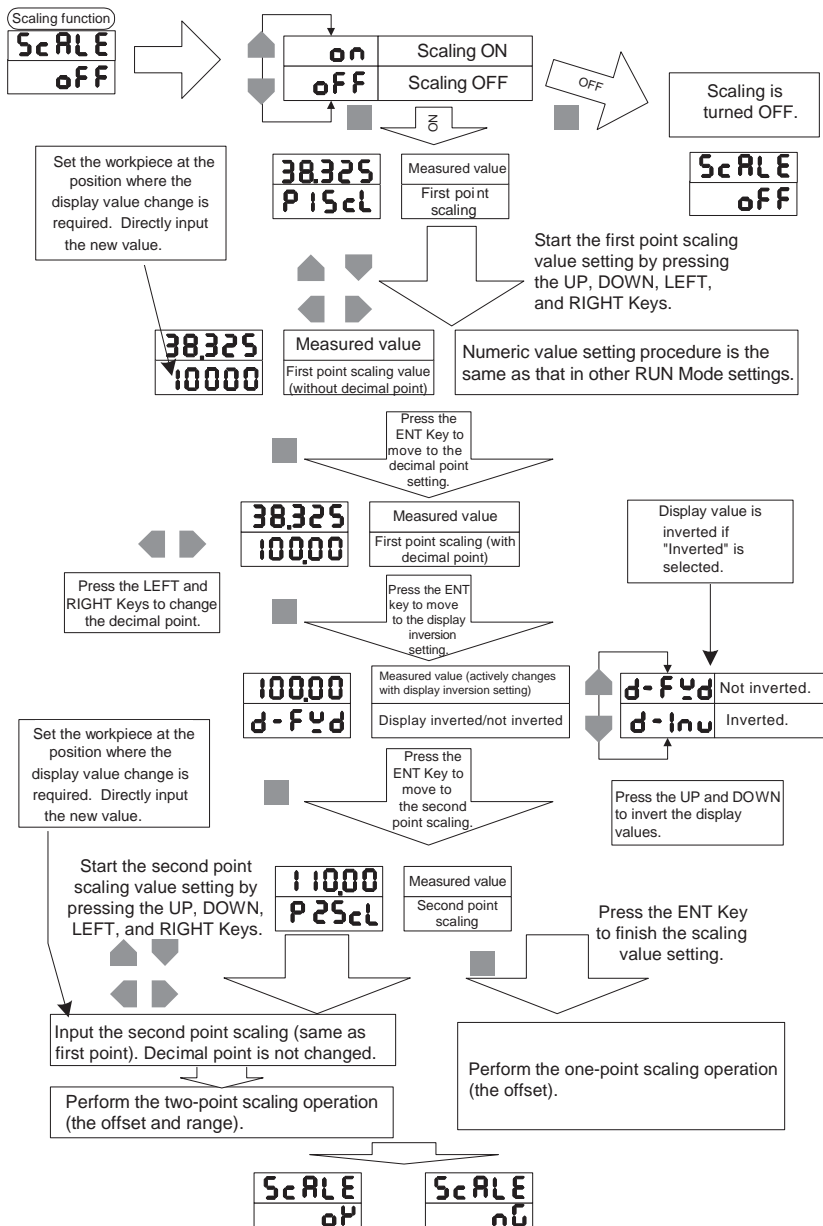 Scaling function
ScALE
oFF
on
Scaling ON
oFF
Scaling OFF
OFF
Scaling is
turned OFF.
ScALE
oFF
ON
Set the workpiece at the
position where the
display value change is
required. Directly input
the new value.
38.325
P1ScL
Measured value
First point
scaling
Start the first point scaling
value setting by pressing
the UP, DOWN, LEFT,
and RIGHT Keys.
38.325
10000
Measured value
First point scaling value
(without decimal point)
Numeric value setting procedure is the
same as that in other RUN Mode settings.
Press the
ENT Key to
move to the
decimal point
setting.
38.325
100.00
Measured value
First point scaling (with
decimal point)
Press the LEFT and
RIGHT Keys to change
the decimal point.
Display value is
inverted if
"Inverted" is
selected.
Press the ENT
key to move
to the display
inversion
setting.
100.00
d-Fwd
Measured value (actively changes
with display inversion setting)
Display inverted/not inverted
d-Fwd
Not inverted.
d-Inv
Inverted.
Press the UP and DOWN
to invert the display
values.
Set the workpiece at the
position where the
display value change is
required. Directly input
the new value.
Press the
ENT Key to
move to
the second
point scaling.
Start the second point
scaling value setting by
pressing the UP, DOWN,
LEFT, and RIGHT Keys.
110.00
P2ScL
Measured value
Second point
scaling
Press the ENT Key
to finish the scaling
value setting.
Input the second point scaling (same as
first point). Decimal point is not changed.
Perform the two-point scaling operation
(the offset and range).
Perform the one-point scaling operation
(the offset).
ScALE
oK
ScALE
nG